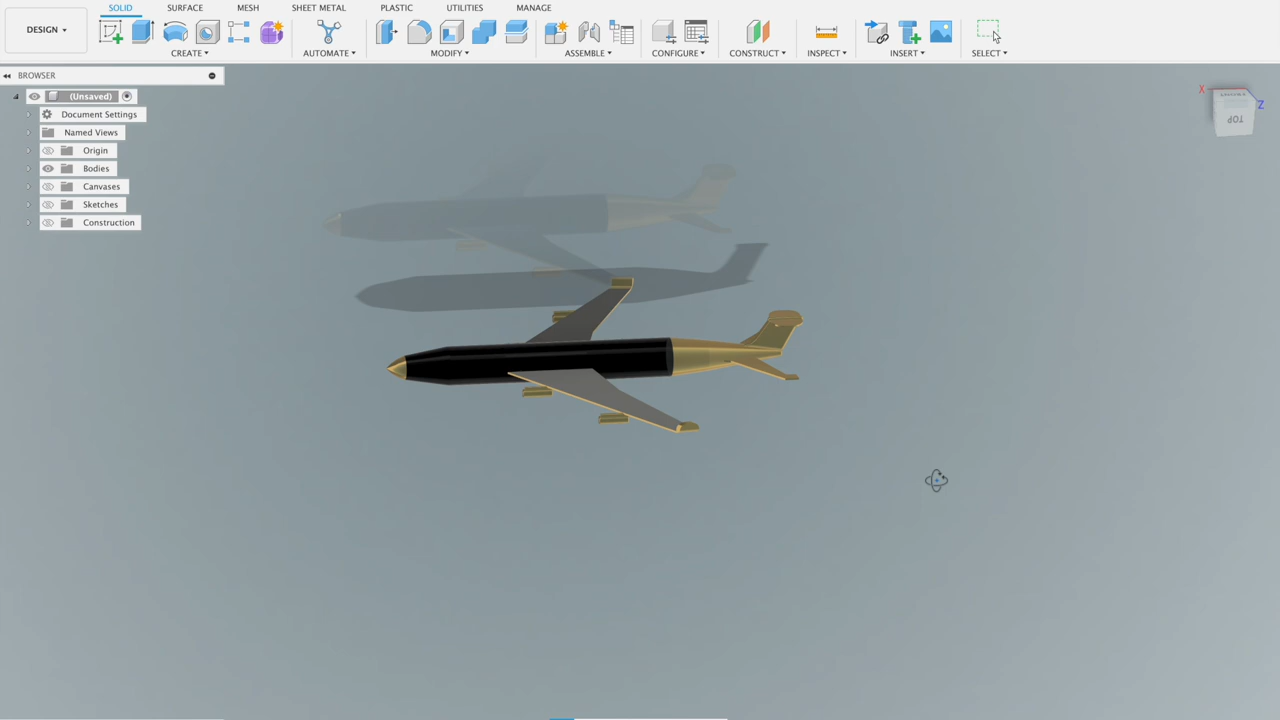 SOLID SURFACE MESH SHEET METAL PLASTIC UTILITIES MANAGE
DESIGN ▾
CREATE ▾ AUTOMATE ▾ MODIFY ▾ ASSEMBLE ▾ CONFIGURE ▾ CONSTRUCT ▾ INSPECT ▾ INSERT ▾ SELECT ▾
BROWSER
(Unsaved)
Document Settings
Named Views
Origin
Bodies
Canvases
Sketches
Construction
X
Z
FRONT
TOP